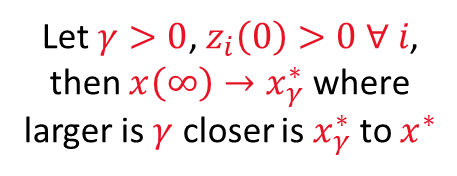 Let γ > 0, zᵢ(0) > 0 ∀ i,
then x(∞) → x*ᵧ where
larger is γ closer is x*ᵧ to x*